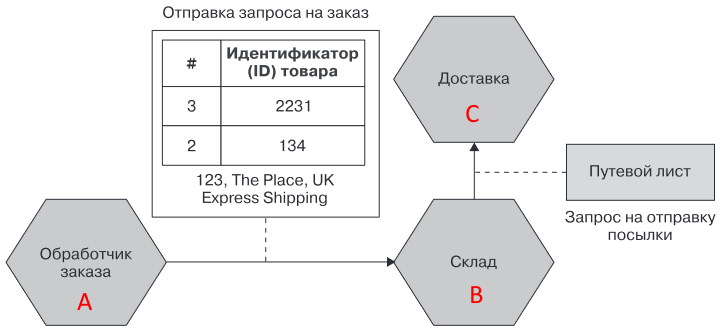 Отправка запроса на заказ
#
Идентификатор
(ID) товара
3
2231
2
134
123, The Place, UK
Express Shipping
Доставка
C
Путевой лист
Запрос на отправку
посылки
Обработчик
заказа
A
Склад
B